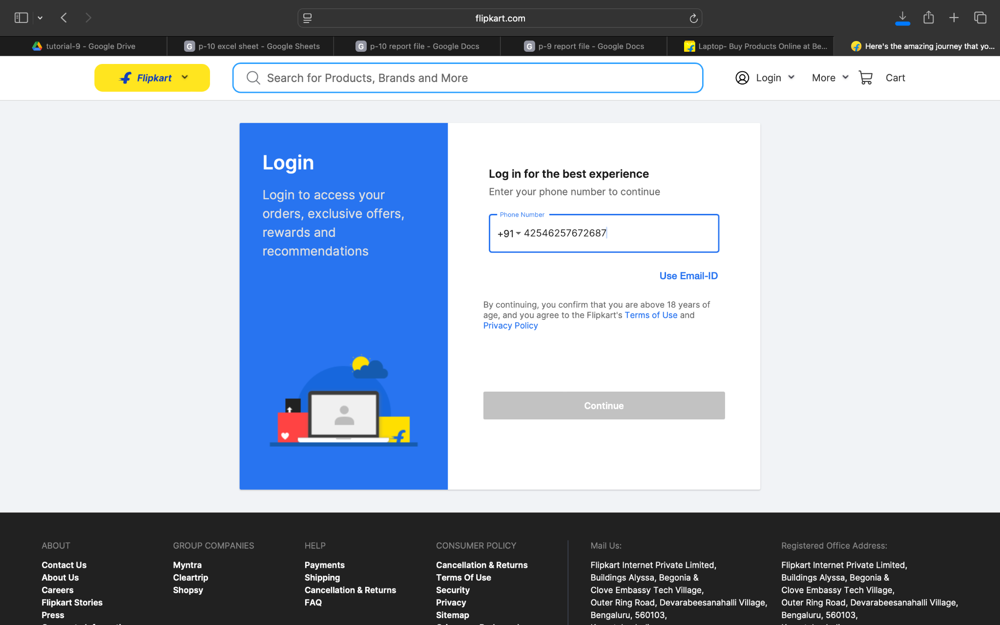 flipkart.com
tutorial-9 - Google Drive
G p-10 excel sheet - Google Sheets
G p-10 report file - Google Docs
G p-9 report file - Google Docs
Laptop- Buy Products Online at Be...
Here's the amazing journey that yo...
Flipkart
Search for Products, Brands and More
Login
More
Cart
Login
Login to access your
orders, exclusive offers,
rewards and
recommendations
Log in for the best experience
Enter your phone number to continue
Phone Number
+91 42546257672687
Use Email-ID
By continuing, you confirm that you are above 18 years of
age, and you agree to the Flipkart's Terms of Use and
Privacy Policy
Continue
ABOUT
Contact Us
About Us
Careers
Flipkart Stories
Press
GROUP COMPANIES
Myntra
Cleartrip
Shopsy
HELP
Payments
Shipping
Cancellation & Returns
FAQ
CONSUMER POLICY
Cancellation & Returns
Terms Of Use
Security
Privacy
Sitemap
Mail Us:
Flipkart Internet Private Limited,
Buildings Alyssa, Begonia &
Clove Embassy Tech Village,
Outer Ring Road, Devarabeesanahalli Village,
Bengaluru, 560103,
Registered Office Address:
Flipkart Internet Private Limited,
Buildings Alyssa, Begonia &
Clove Embassy Tech Village,
Outer Ring Road, Devarabeesanahalli Village,
Bengaluru, 560103,